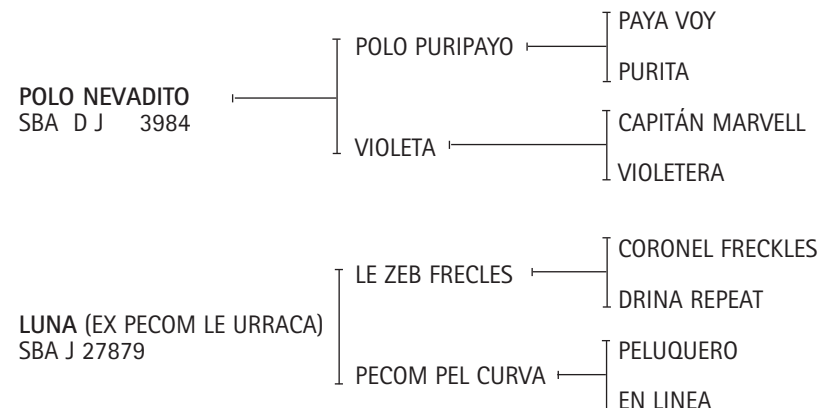 POLO NEVADITO
SBA D J 3984
POLO PURIPAYO
VIOLETA
PAYA VOY
PURITA
CAPITÁN MARVELL
VIOLETERA
LUNA (EX PECOM LE URRACA)
SBA J 27879
LE ZEB FRECLES
PECOM PEL CURVA
CORONEL FRECKLES
DRINA REPEAT
PELUQUERO
EN LINEA